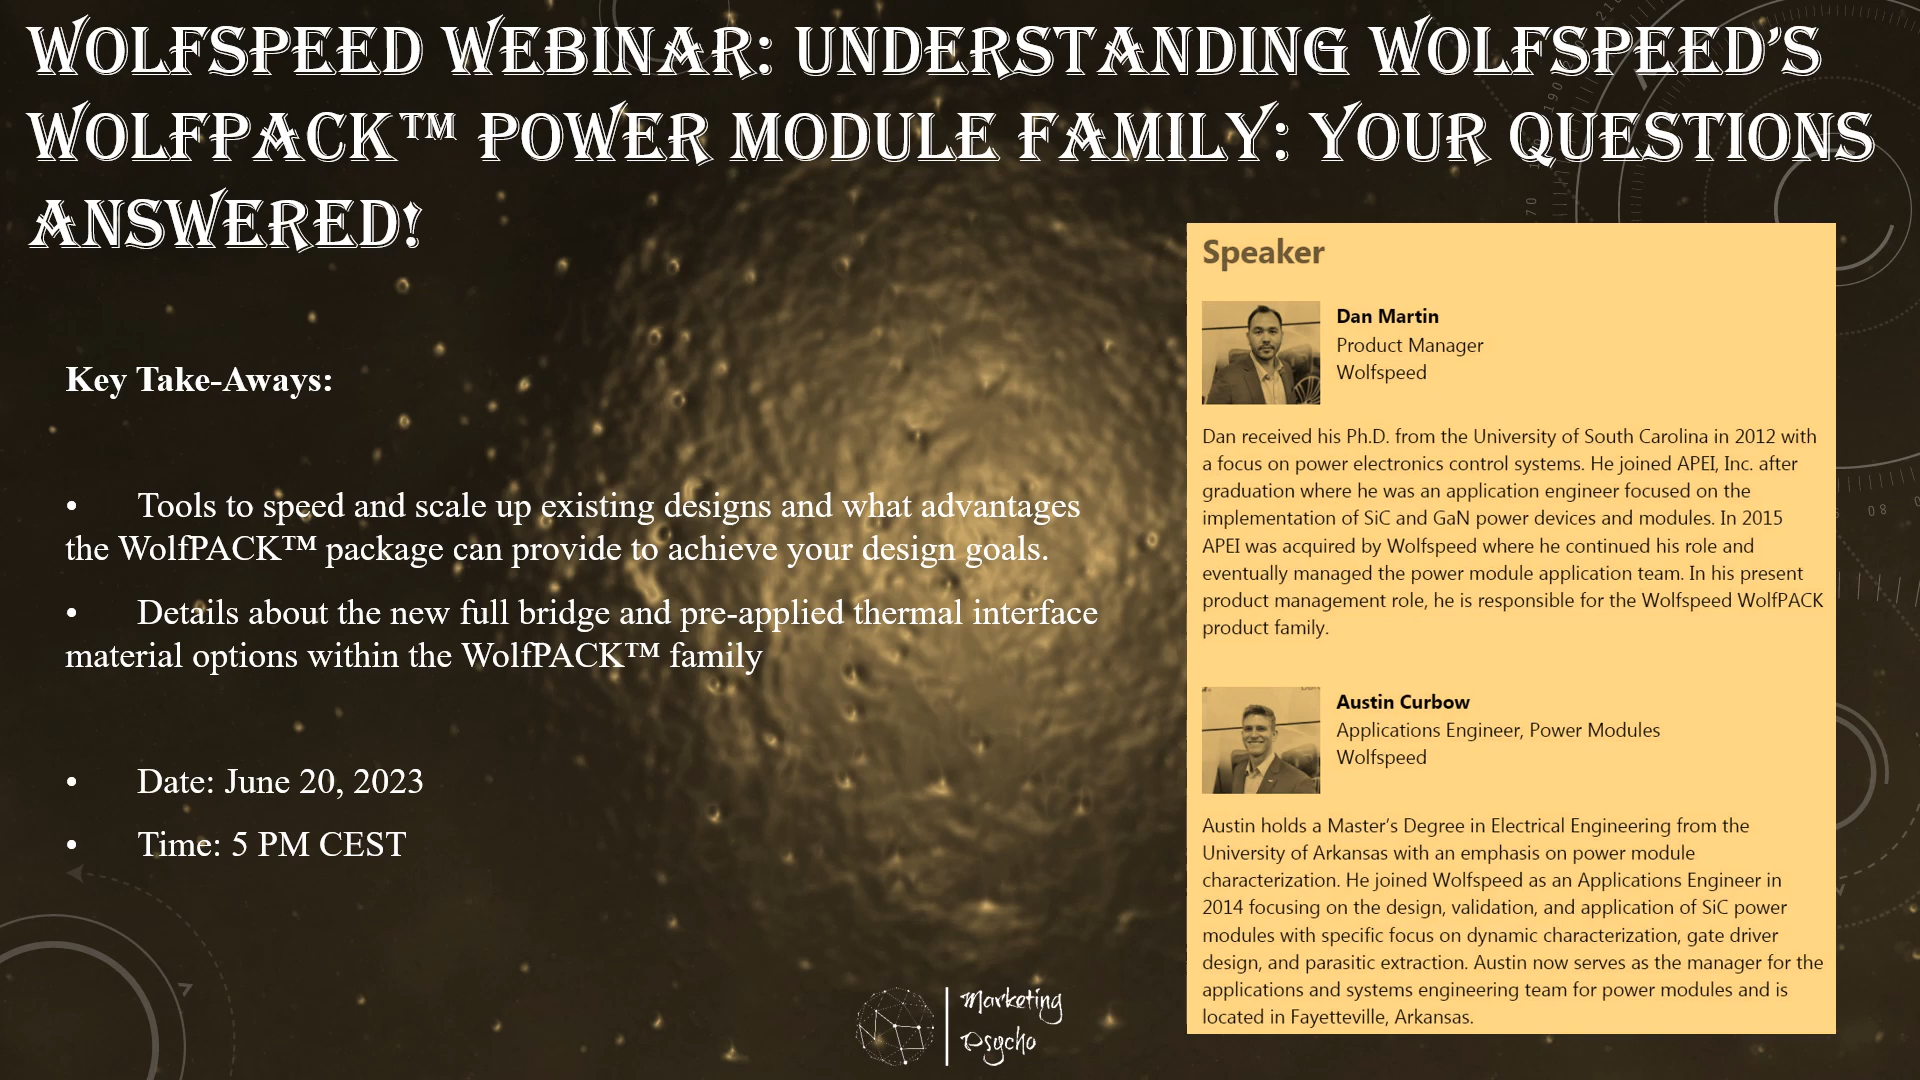 WOLFSPEED WEBINAR: UNDERSTANDING WOLFSPEED’S
WOLFPACK™ POWER MODULE FAMILY: YOUR QUESTIONS
ANSWERED!
Key Take-Aways:
• Tools to speed and scale up existing designs and what advantages
the WolfPACK™ package can provide to achieve your design goals.
• Details about the new full bridge and pre-applied thermal interface
material options within the WolfPACK™ family
• Date: June 20, 2023
• Time: 5 PM CEST
Speaker
Dan Martin
Product Manager
Wolfspeed
Dan received his Ph.D. from the University of South Carolina in 2012 with
a focus on power electronics control systems. He joined APEI, Inc. after
graduation where he was an application engineer focused on the
implementation of SiC and GaN power devices and modules. In 2015
APEI was acquired by Wolfspeed where he continued his role and
eventually managed the power module application team. In his present
product management role, he is responsible for the Wolfspeed WolfPACK
product family.
Austin Curbow
Applications Engineer, Power Modules
Wolfspeed
Austin holds a Master’s Degree in Electrical Engineering from the
University of Arkansas with an emphasis on power module
characterization. He joined Wolfspeed as an Applications Engineer in
2014 focusing on the design, validation, and application of SiC power
modules with specific focus on dynamic characterization, gate driver
design, and parasitic extraction. Austin now serves as the manager for the
applications and systems engineering team for power modules and is
located in Fayetteville, Arkansas.
Marketing
Psycho